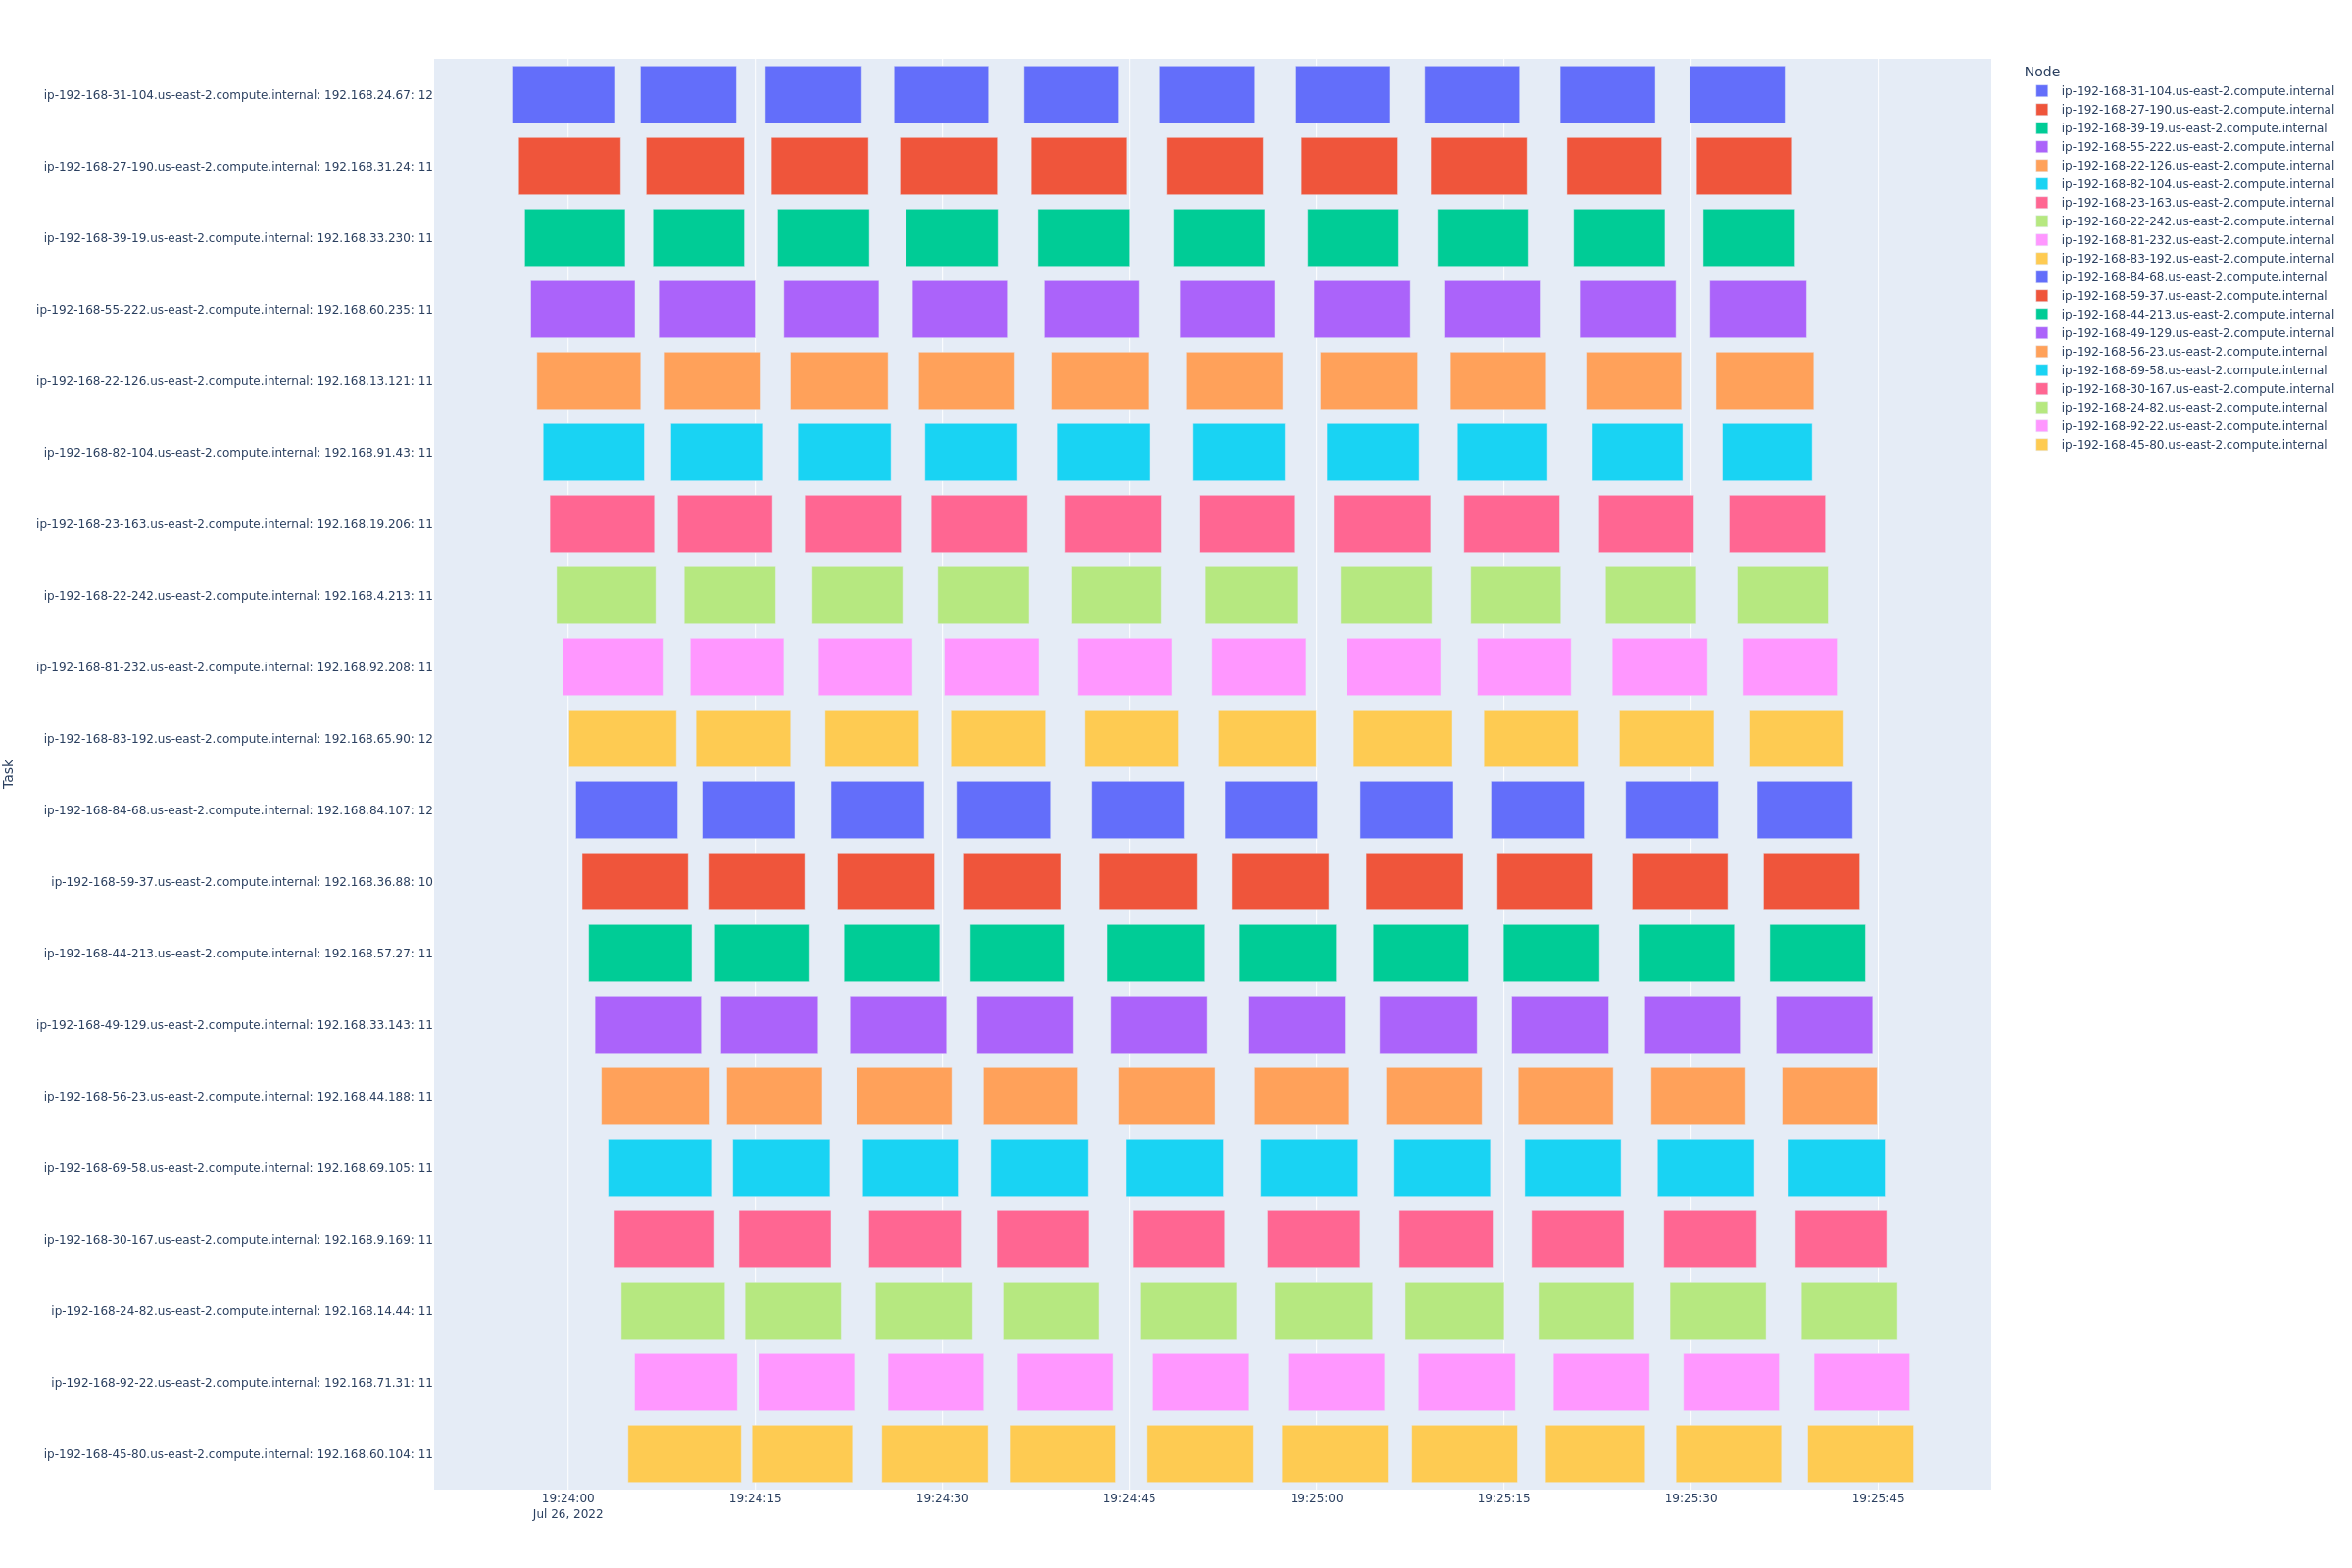 ip-192-168-31-104.us-east-2.compute.internal: 192.168.24.67: 12
ip-192-168-27-190.us-east-2.compute.internal: 192.168.31.24: 11
ip-192-168-39-19.us-east-2.compute.internal: 192.168.33.230: 11
ip-192-168-55-222.us-east-2.compute.internal: 192.168.60.235: 11
ip-192-168-22-126.us-east-2.compute.internal: 192.168.13.121: 11
ip-192-168-82-104.us-east-2.compute.internal: 192.168.91.43: 11
ip-192-168-23-163.us-east-2.compute.internal: 192.168.19.206: 11
ip-192-168-22-242.us-east-2.compute.internal: 192.168.4.213: 11
ip-192-168-81-232.us-east-2.compute.internal: 192.168.92.208: 11
ip-192-168-83-192.us-east-2.compute.internal: 192.168.65.90: 12
ip-192-168-84-68.us-east-2.compute.internal: 192.168.84.107: 12
ip-192-168-59-37.us-east-2.compute.internal: 192.168.36.88: 10
ip-192-168-44-213.us-east-2.compute.internal: 192.168.57.27: 11
ip-192-168-49-129.us-east-2.compute.internal: 192.168.33.143: 11
ip-192-168-56-23.us-east-2.compute.internal: 192.168.44.188: 11
ip-192-168-69-58.us-east-2.compute.internal: 192.168.69.105: 11
ip-192-168-30-167.us-east-2.compute.internal: 192.168.9.169: 11
ip-192-168-24-82.us-east-2.compute.internal: 192.168.14.44: 11
ip-192-168-92-22.us-east-2.compute.internal: 192.168.71.31: 11
ip-192-168-45-80.us-east-2.compute.internal: 192.168.60.104: 11
Task
19:24:00
Jul 26, 2022
19:24:15
19:24:30
19:24:45
19:25:00
19:25:15
19:25:30
19:25:45
Node
ip-192-168-31-104.us-east-2.compute.internal
ip-192-168-27-190.us-east-2.compute.internal
ip-192-168-39-19.us-east-2.compute.internal
ip-192-168-55-222.us-east-2.compute.internal
ip-192-168-22-126.us-east-2.compute.internal
ip-192-168-82-104.us-east-2.compute.internal
ip-192-168-23-163.us-east-2.compute.internal
ip-192-168-22-242.us-east-2.compute.internal
ip-192-168-81-232.us-east-2.compute.internal
ip-192-168-83-192.us-east-2.compute.internal
ip-192-168-84-68.us-east-2.compute.internal
ip-192-168-59-37.us-east-2.compute.internal
ip-192-168-44-213.us-east-2.compute.internal
ip-192-168-49-129.us-east-2.compute.internal
ip-192-168-56-23.us-east-2.compute.internal
ip-192-168-69-58.us-east-2.compute.internal
ip-192-168-30-167.us-east-2.compute.internal
ip-192-168-24-82.us-east-2.compute.internal
ip-192-168-92-22.us-east-2.compute.internal
ip-192-168-45-80.us-east-2.compute.internal